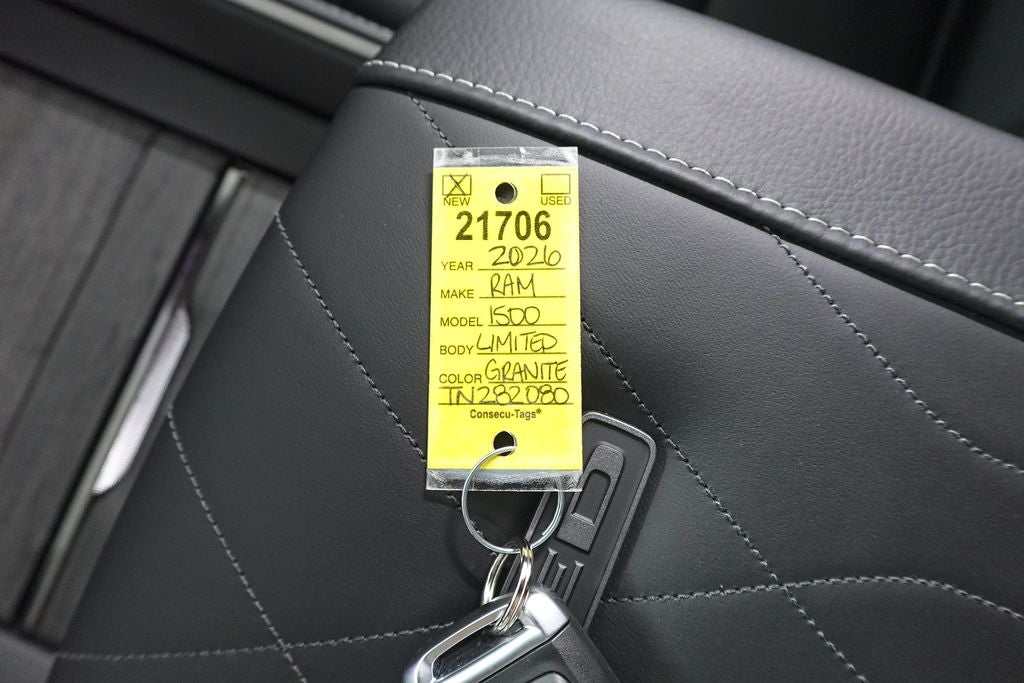 NEW USED
21706
YEAR 2026
MAKE RAM
MODEL 1500
BODY LIMITED
COLOR GRANITE
TN282080
Consecu-Tags®